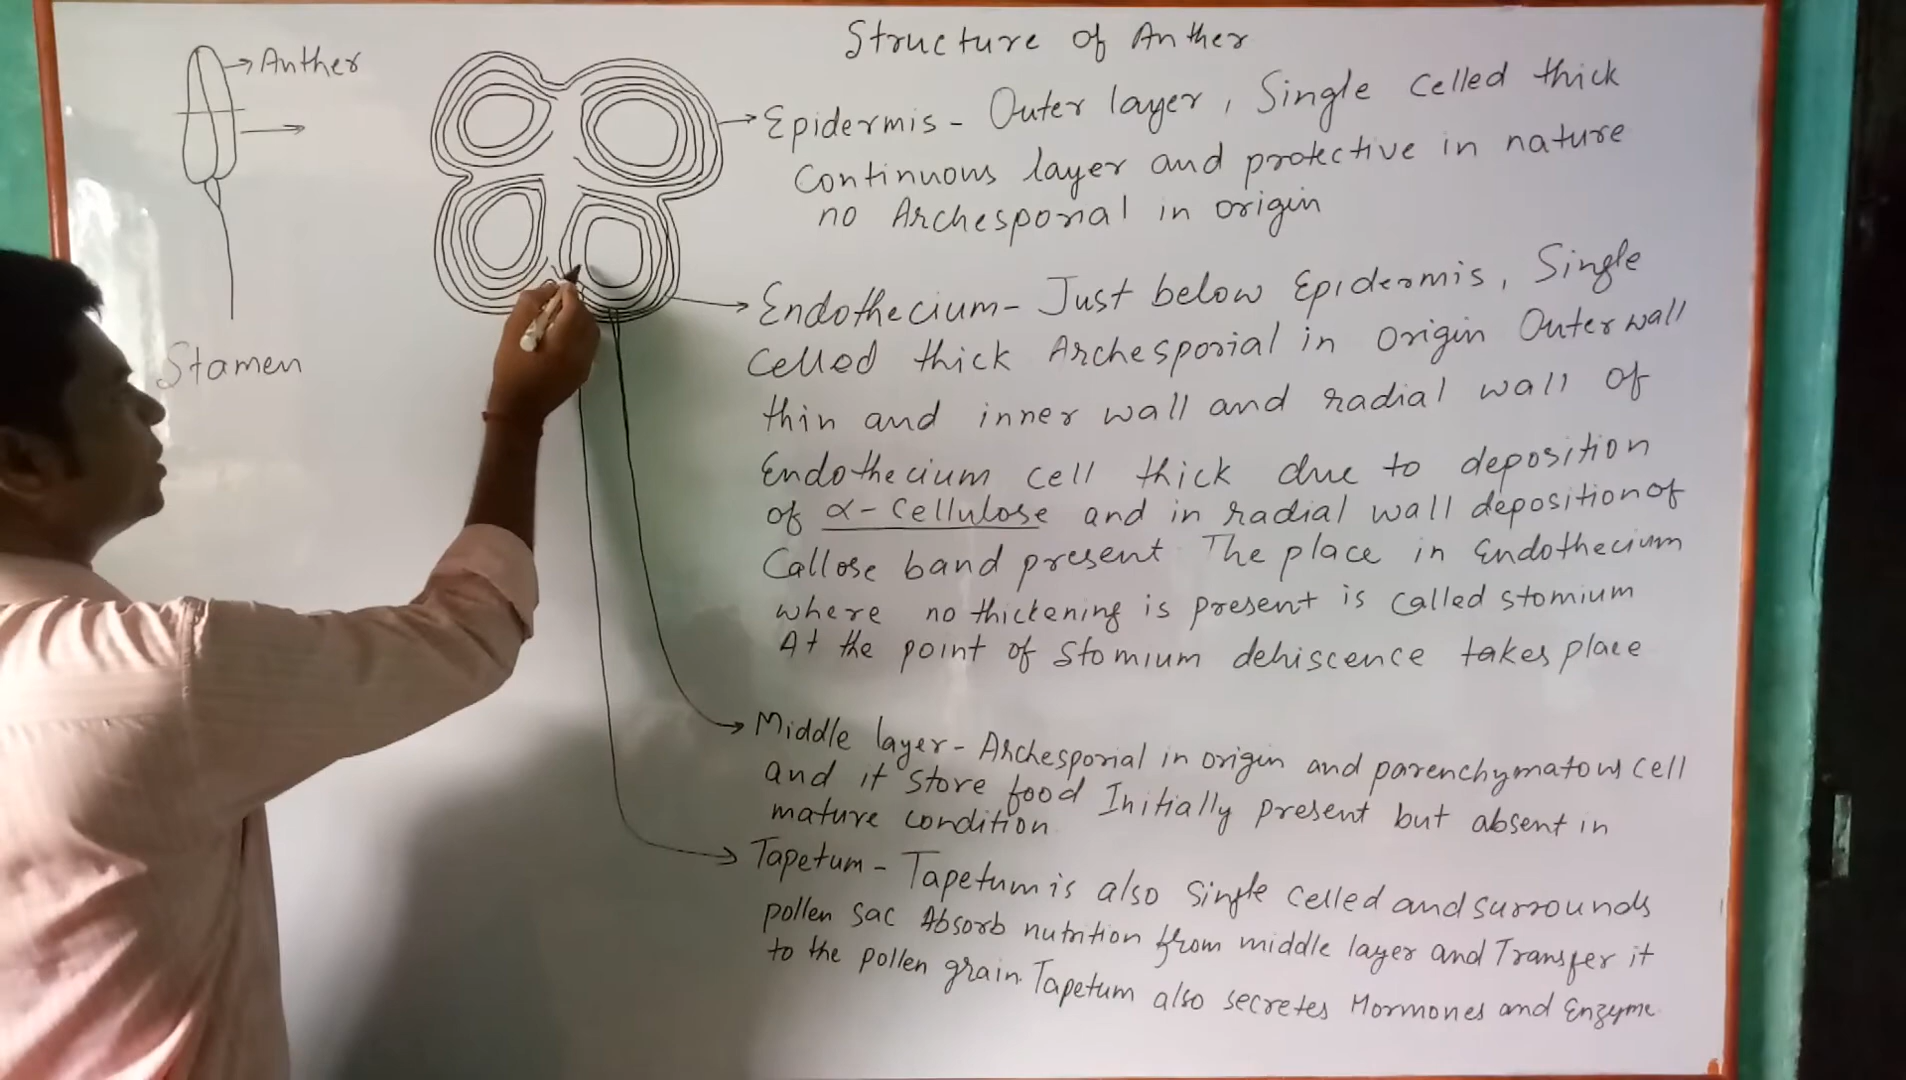 Structure of Anther
Anther
Stamen
Epidermis - Outer layer, Single celled thick
Continuous layer and protective in nature
no Archesporial in origin
Endothecium - Just below Epidermis, Single
celled thick Archesporial in origin Outer wall
thin and inner wall and radial wall of
Endothecium cell thick due to deposition
of α-Cellulose and in radial wall deposition of
Callose band present The place in Endothecium
where no thickening is present is called stomium
At the point of Stomium dehiscence takes place
Middle layer - Archesporial in origin and parenchymatous cell
and it store food Initially present but absent in
mature condition
Tapetum - Tapetum is also single celled and surrounds
pollen sac Absorb nutrition from middle layer and Transfer it
to the pollen grain. Tapetum also secretes Hormones and Enzyme